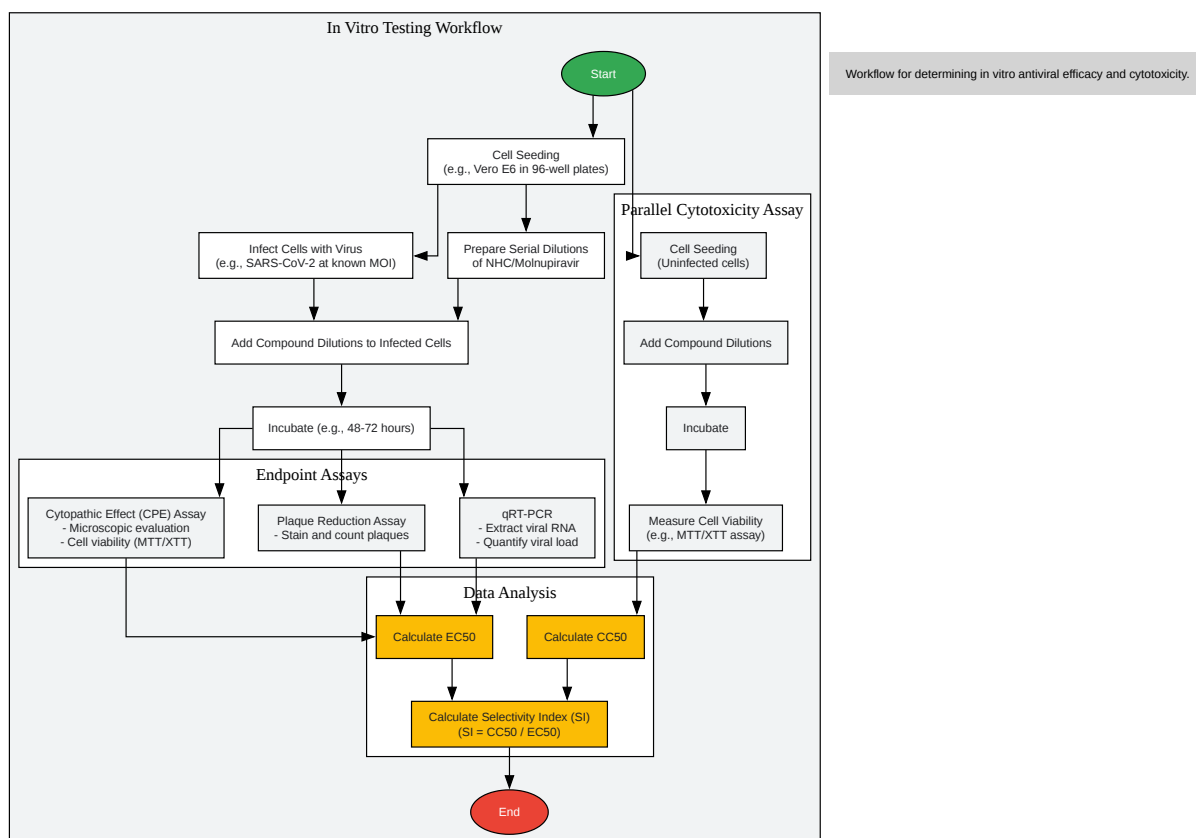 In Vitro Testing Workflow
Start
Workflow for determining in vitro antiviral efficacy and cytotoxicity.
Cell Seeding
(e.g., Vero E6 in 96-well plates)
Parallel Cytotoxicity Assay
Infect Cells with Virus
(e.g., SARS-CoV-2 at known MOI)
Prepare Serial Dilutions
of NHC/Molnupiravir
Cell Seeding
(Uninfected cells)
Add Compound Dilutions to Infected Cells
Add Compound Dilutions
Incubate (e.g., 48-72 hours)
Incubate
Endpoint Assays
Cytopathic Effect (CPE) Assay
- Microscopic evaluation
- Cell viability (MTT/XTT)
Plaque Reduction Assay
- Stain and count plaques
qRT-PCR
- Extract viral RNA
- Quantify viral load
Measure Cell Viability
(e.g., MTT/XTT assay)
Data Analysis
Calculate EC50
Calculate CC50
Calculate Selectivity Index (SI)
(SI = CC50 / EC50)
End